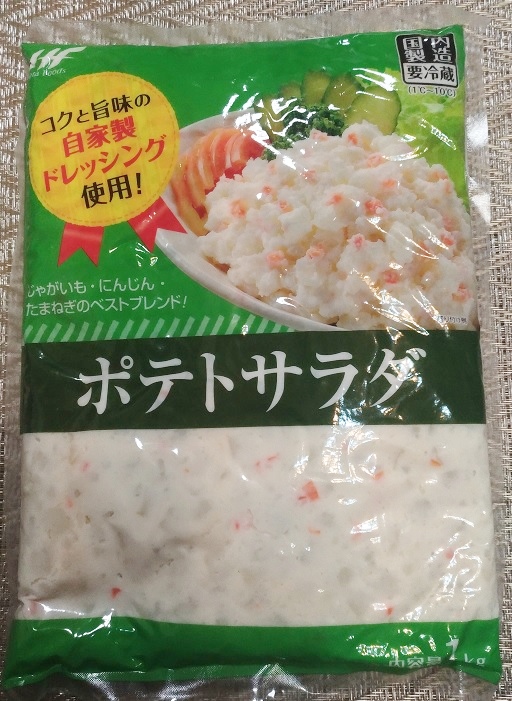 国内
製造
要冷蔵
(1℃~10℃)
コクと旨味の
自家製
ドレッシング
使用!
じゃがいも・にんじん・
たまねぎのベストブレンド!
ポテトサラダ
内容量 1kg